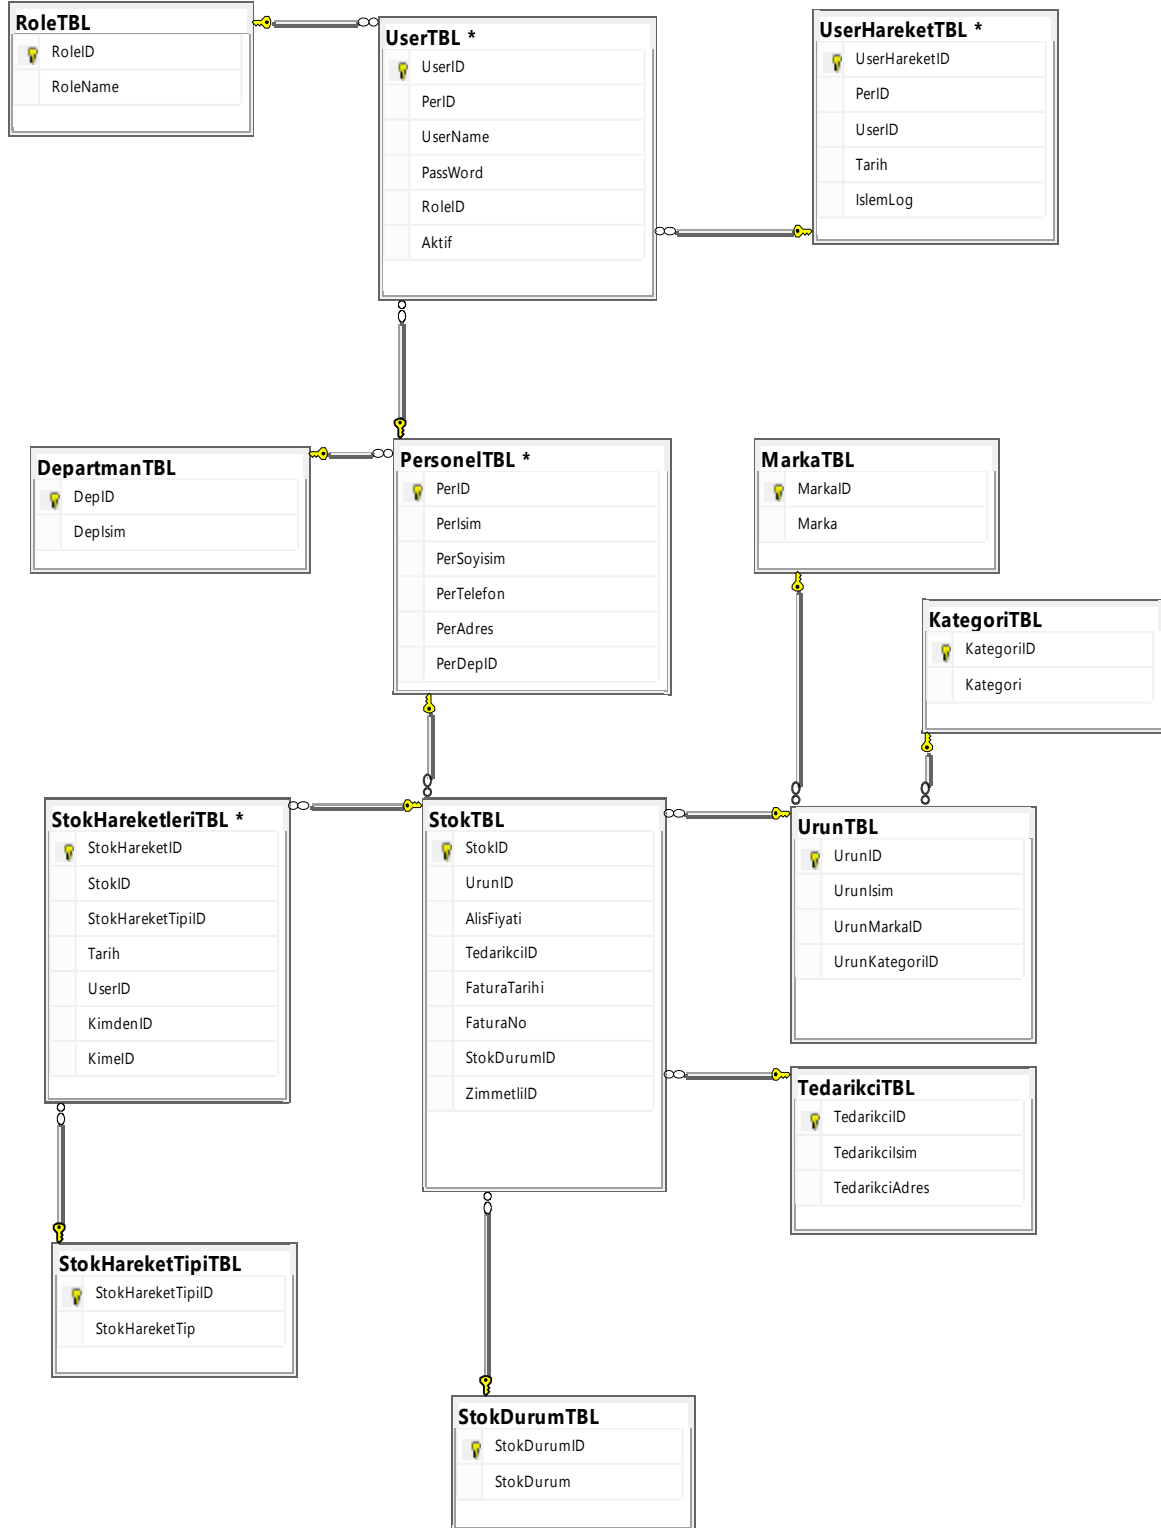 RoleTBL
RoleID
RoleName
UserTBL *
UserID
PerID
UserName
PassWord
RoleID
Aktif
UserHareketTBL *
UserHareketID
PerID
UserID
Tarih
IslemLog
DepartmanTBL
DepID
DepIsim
PersonelTBL *
PerID
PerIsim
PerSoyisim
PerTelefon
PerAdres
PerDepID
MarkaTBL
MarkaID
Marka
KategoriTBL
KategoriID
Kategori
StokHareketleriTBL *
StokHareketID
StokID
StokHareketTipiID
Tarih
UserID
KimdenID
KimeID
StokTBL
StokID
UrunID
AlisFiyati
TedarikciID
FaturaTarihi
FaturaNo
StokDurumID
ZimmetliID
UrunTBL
UrunID
UrunIsim
UrunMarkaID
UrunKategoriID
TedarikciTBL
TedarikciID
TedarikciIsim
TedarikciAdres
StokHareketTipiTBL
StokHareketTipiID
StokHareketTip
StokDurumTBL
StokDurumID
StokDurum